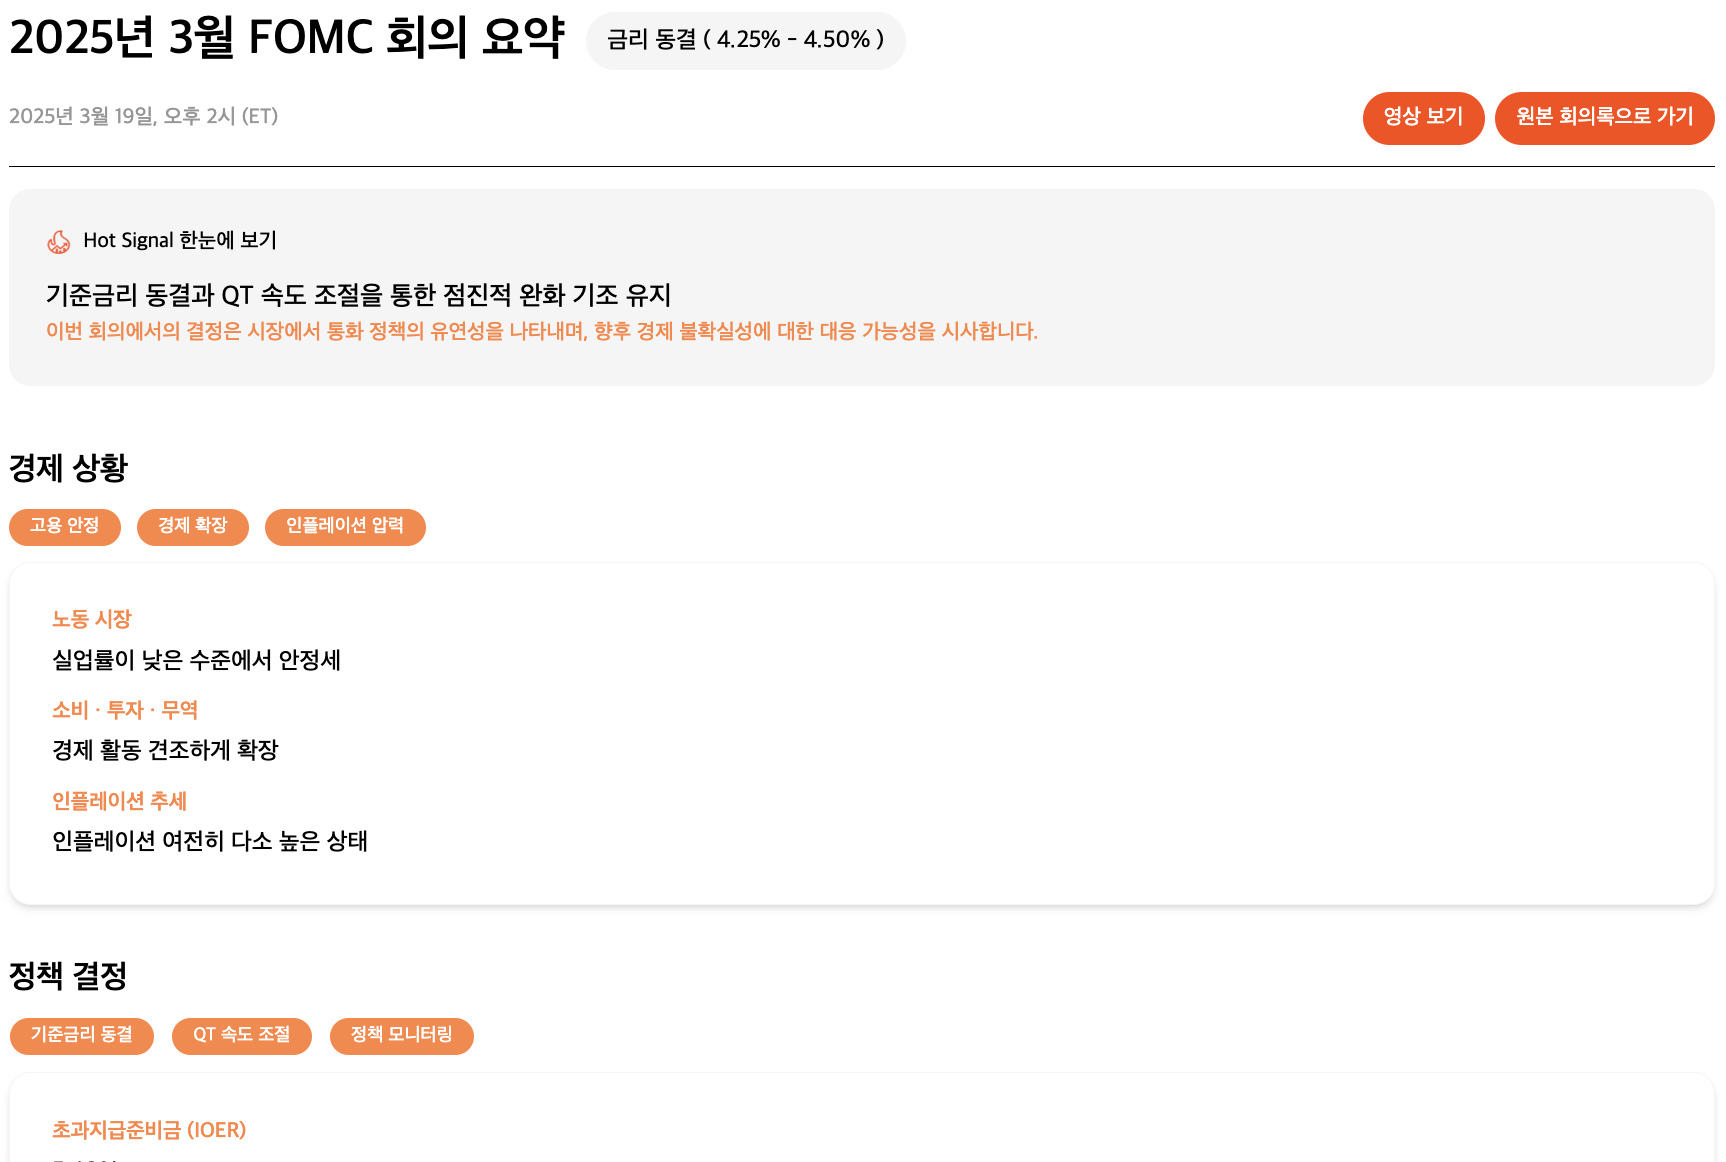 2025년 3월 FOMC 회의 요약
금리 동결 ( 4.25% - 4.50% )
2025년 3월 19일, 오후 2시 (ET)
영상 보기
원본 회의록으로 가기
Hot Signal 한눈에 보기
기준금리 동결과 QT 속도 조절을 통한 점진적 완화 기조 유지
이번 회의에서의 결정은 시장에서 통화 정책의 유연성을 나타내며, 향후 경제 불확실성에 대한 대응 가능성을 시사합니다.
경제 상황
고용 안정
경제 확장
인플레이션 압력
노동 시장
실업률이 낮은 수준에서 안정세
소비 · 투자 · 무역
경제 활동 견조하게 확장
인플레이션 추세
인플레이션 여전히 다소 높은 상태
정책 결정
기준금리 동결
QT 속도 조절
정책 모니터링
초과지급준비금 (IOER)